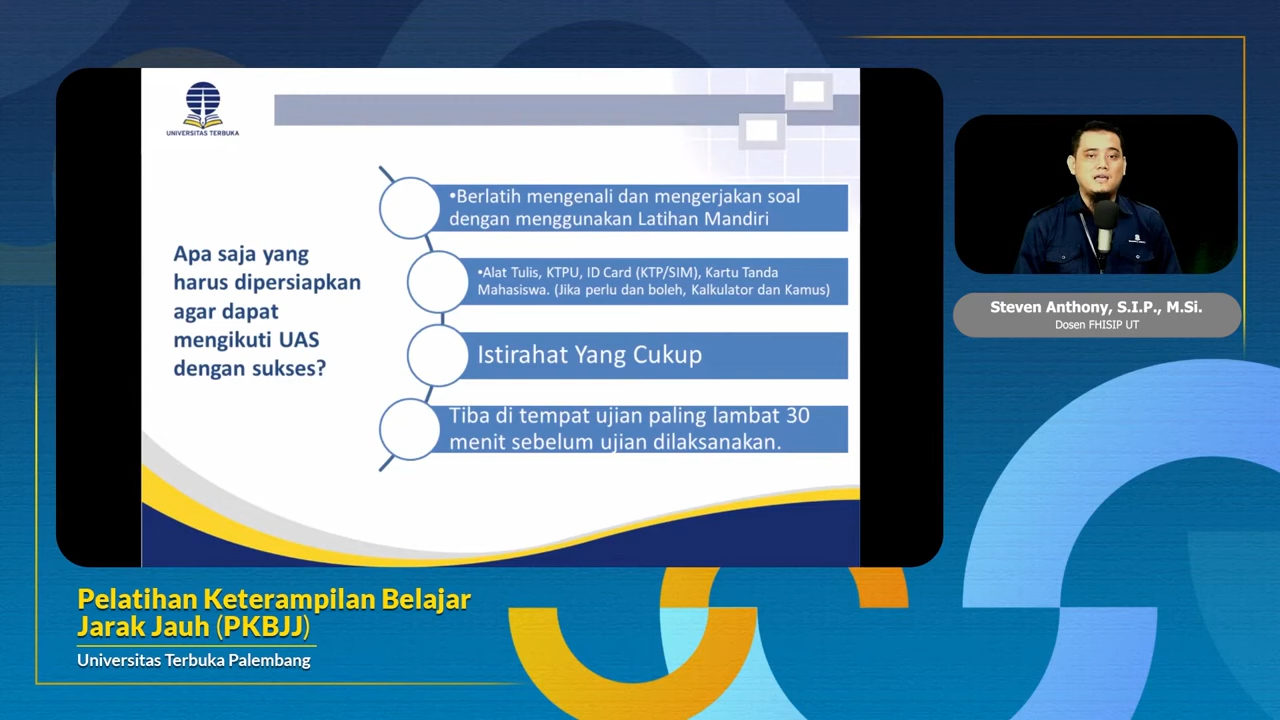 UNIVERSITAS TERBUKA
Apa saja yang
harus dipersiapkan
agar dapat
mengikuti UAS
dengan sukses?
•Berlatih mengenali dan mengerjakan soal
dengan menggunakan Latihan Mandiri
•Alat Tulis, KTPU, ID Card (KTP/SIM), Kartu Tanda
Mahasiswa. (Jika perlu dan boleh, Kalkulator dan Kamus)
Istirahat Yang Cukup
Tiba di tempat ujian paling lambat 30
menit sebelum ujian dilaksanakan.
Steven Anthony, S.I.P., M.Si.
Dosen FHISIP UT
Pelatihan Keterampilan Belajar
Jarak Jauh (PKBJJ)
Universitas Terbuka Palembang